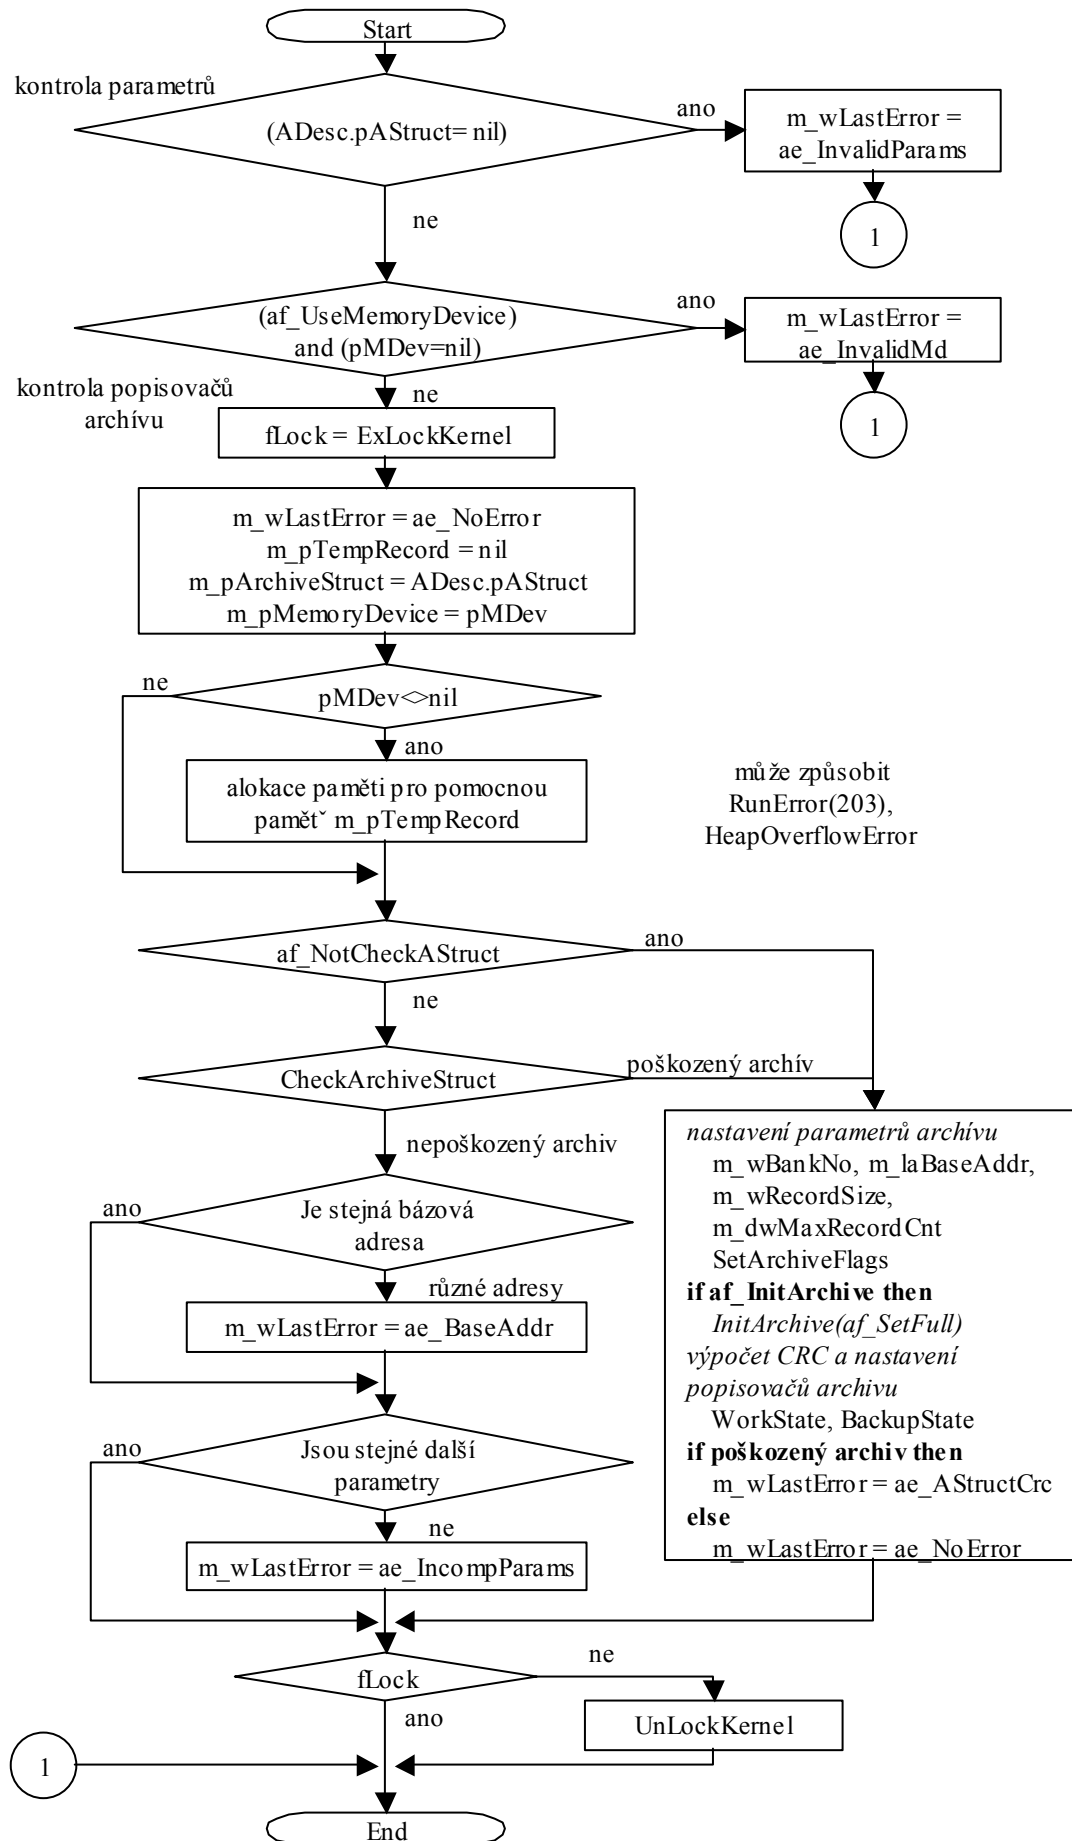 Start
kontrola parametrů
(ADesc.pAStruct= nil)
ano
m_wLastError =
ae_InvalidParams
1
ne
(af_UseMemoryDevice)
and (pMDev=nil)
ano
m_wLastError =
ae_InvalidMd
1
kontrola popisovačů
archívu
ne
fLock = ExLockKernel
m_wLastError = ae_NoError
m_pTempRecord = nil
m_pArchiveStruct = ADesc.pAStruct
m_pMemoryDevice = pMDev
ne
pMDev<>nil
ano
alokace paměti pro pomocnou
pamětˇ m_pTempRecord
může způsobit
RunError(203),
HeapOverflowError
af_NotCheckAStruct
ano
ne
CheckArchiveStruct
poškozený archív
nepoškozený archiv
nastavení parametrů archívu
m_wBankNo, m_laBaseAddr,
m_wRecordSize,
m_dwMaxRecordCnt
SetArchiveFlags
if af_InitArchive then
InitArchive(af_SetFull)
výpočet CRC a nastavení
popisovačů archivu
WorkState, BackupState
if poškozený archiv then
m_wLastError = ae_AStructCrc
else
m_wLastError = ae_NoError
ano
Je stejná bázová
adresa
různé adresy
m_wLastError = ae_BaseAddr
ano
Jsou stejné další
parametry
ne
m_wLastError = ae_IncompParams
fLock
ne
ano
UnLockKernel
1
End